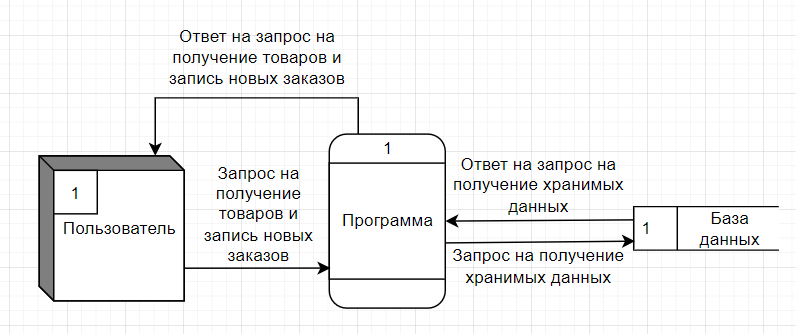 Ответ на запрос на
получение товаров и
запись новых заказов
1
Пользователь
Запрос на
получение
товаров и
запись новых
заказов
1
Программа
Ответ на запрос на
получение хранимых
данных
Запрос на получение
хранимых данных
1
База
данных